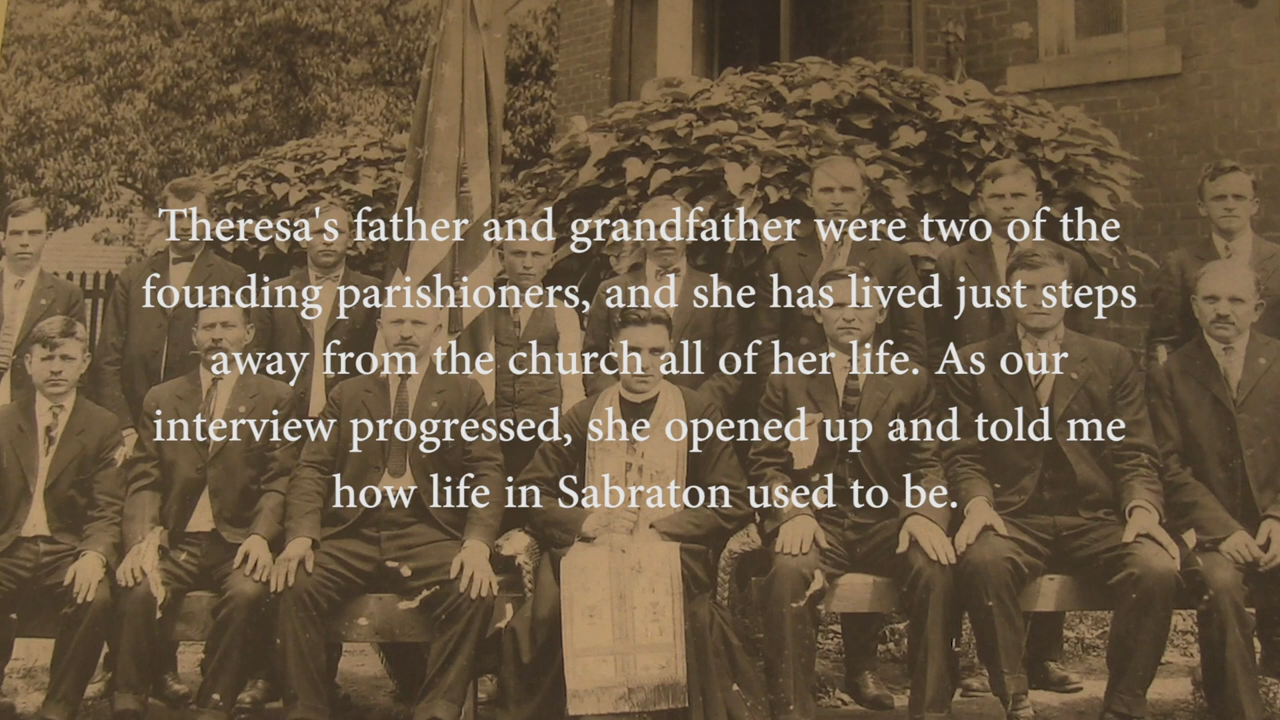 Theresa's father and grandfather were two of the
founding parishioners, and she has lived just steps
away from the church all of her life. As our
interview progressed, she opened up and told me
how life in Sabraton used to be.